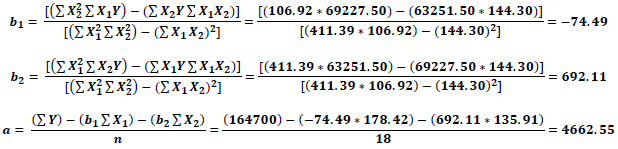 b₁ = [(∑X₂² ∑X₁Y) − (∑X₂Y ∑X₁X₂)] / [(∑X₁² ∑X₂²) − (∑X₁X₂)²] = [(106.92 * 69227.50) − (63251.50 * 144.30)] / [(411.39 * 106.92) − (144.30)²] = −74.49
b₂ = [(∑X₁² ∑X₂Y) − (∑X₁Y ∑X₁X₂)] / [(∑X₁² ∑X₂²) − (∑X₁X₂)²] = [(411.39 * 63251.50) − (69227.50 * 144.30)] / [(411.39 * 106.92) − (144.30)²] = 692.11
a = (∑Y) − (b₁ ∑X₁) − (b₂ ∑X₂) / n = (164700) − (−74.49 * 178.42) − (692.11 * 135.91) / 18 = 4662.55